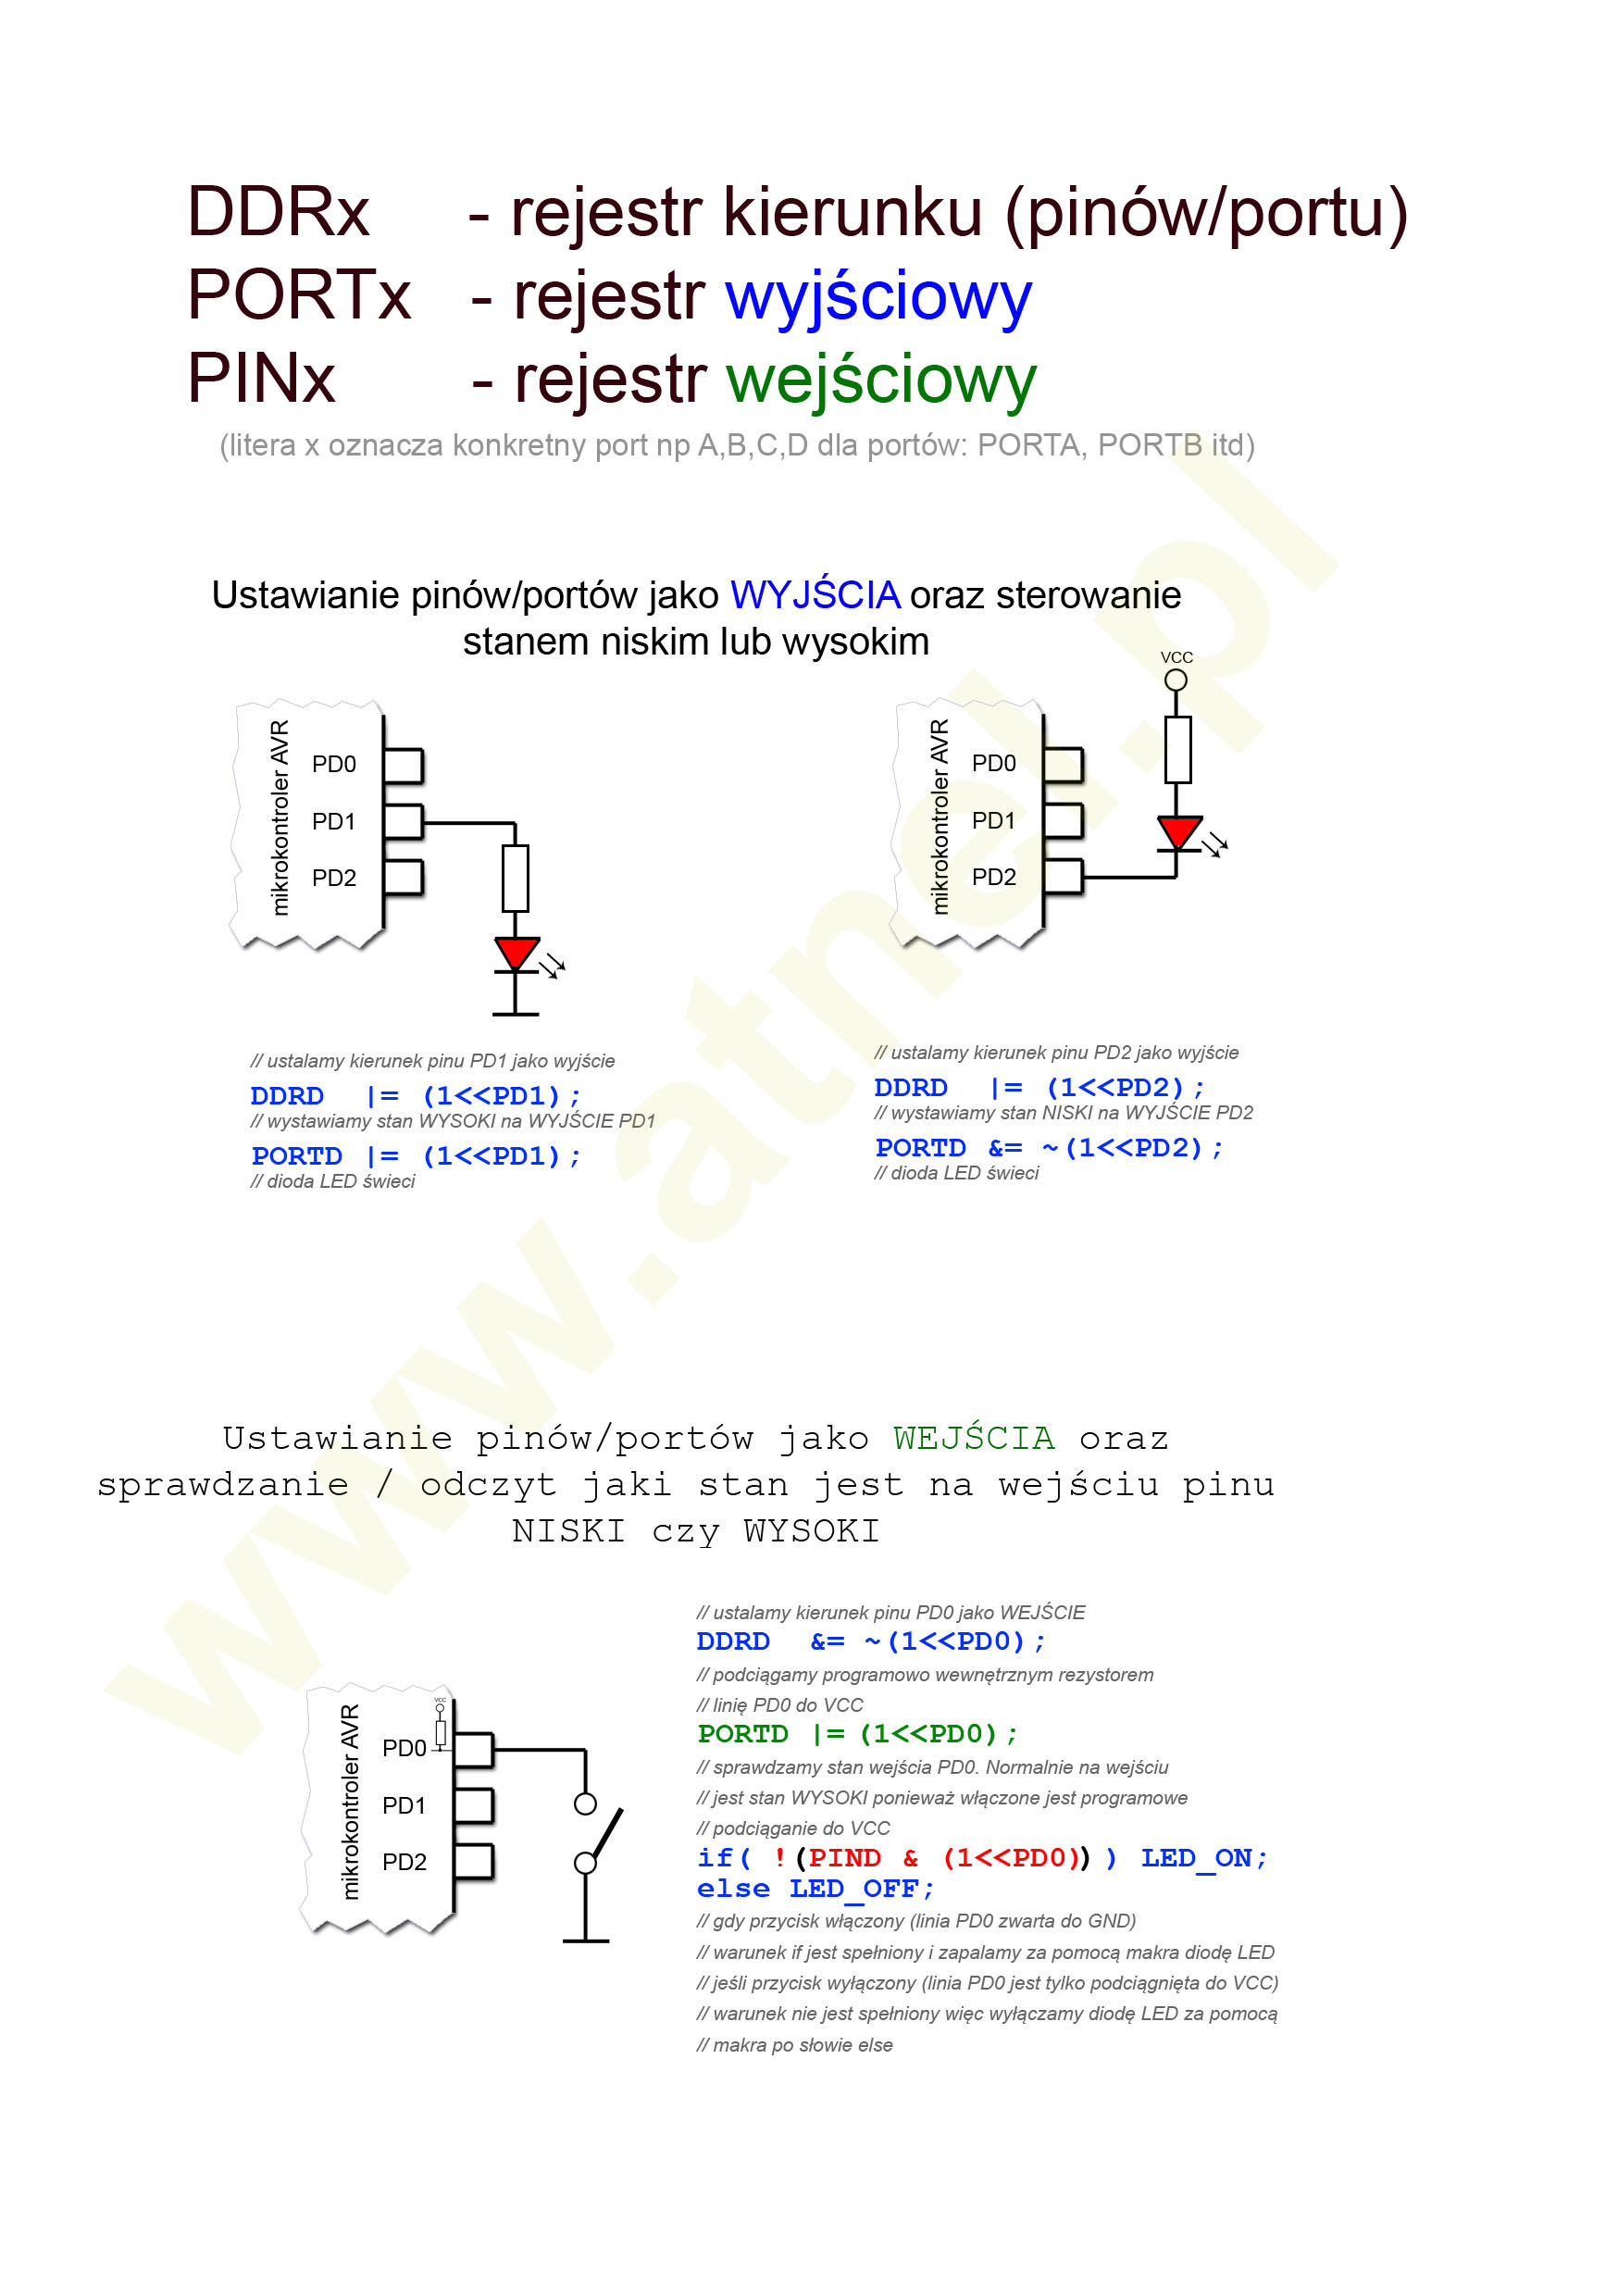 DDRx - rejestr kierunku (pinów/portu)
PORTx - rejestr wyjściowy
PINx - rejestr wejściowy
(litera x oznacza konkretny port np A,B,C,D dla portów: PORTA, PORTB itd)
Ustawianie pinów/portów jako WYJŚCIA oraz sterowanie
stanem niskim lub wysokim
mikrokontroler AVR
PD0
PD1
PD2
// ustalamy kierunek pinu PD1 jako wyjście
DDRD |= (1<<PD1);
// wystawiamy stan WYSOKI na WYJŚCIE PD1
PORTD |= (1<<PD1);
// dioda LED świeci
VCC
mikrokontroler AVR
PD0
PD1
PD2
// ustalamy kierunek pinu PD2 jako wyjście
DDRD |= (1<<PD2);
// wystawiamy stan NISKI na WYJŚCIE PD2
PORTD &= ~(1<<PD2);
// dioda LED świeci
Ustawianie pinów/portów jako WEJŚCIA oraz
sprawdzanie / odczyt jaki stan jest na wejściu pinu
NISKI czy WYSOKI
mikrokontroler AVR
VCC
PD0
PD1
PD2
// ustalamy kierunek pinu PD0 jako WEJŚCIE
DDRD &= ~(1<<PD0);
// podciągamy programowo wewnętrznym rezystorem
// linię PD0 do VCC
PORTD |= (1<<PD0);
// sprawdzamy stan wejścia PD0. Normalnie na wejściu
// jest stan WYSOKI ponieważ włączone jest programowe
// podciąganie do VCC
if( !(PIND & (1<<PD0)) ) LED_ON;
else LED_OFF;
// gdy przycisk włączony (linia PD0 zwarta do GND)
// warunek if jest spełniony i zapalamy za pomocą makra diodę LED
// jeśli przycisk wyłączony (linia PD0 jest tylko podciągnięta do VCC)
// warunek nie jest spełniony więc wyłączamy diodę LED za pomocą
// makra po słowie else
www.atnel.pl